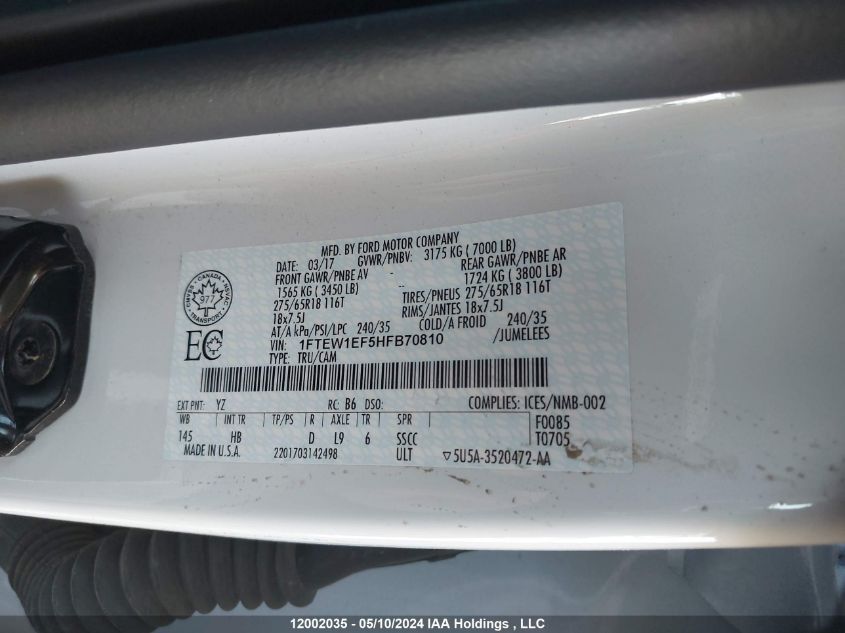 MFD. BY FORD MOTOR COMPANY
DATE: 03/17 GVWR/PNBV: 3175 KG ( 7000 LB)
FRONT GAWR/PNBE AV REAR GAWR/PNBE AR
1565 KG ( 3450 LB) 1724 KG ( 3800 LB)
275/65R18 116T TIRES/PNEUS 275/65R18 116T
18x7.5J RIMS/JANTES 18x7.5J
AT/A kPa/PSI/LPC 240/35 COLD/A FROID 240/35
VIN: 1FTEW1EF5HFB70810 /JUMELEES
TYPE: TRU/CAM
CANADA
977
TRANSPORT
EC
EXT PNT: YZ RC: B6 DSO: COMPLIES: ICES/NMB-002
WB INT TR TP/PS R AXLE TR SPR F0085
145 HB D L9 6 SSCC T0705
MADE IN U.S.A. 2201703142498 ULT ▽5U5A-3520472-AA
12002035 - 05/10/2024 IAA Holdings , LLC